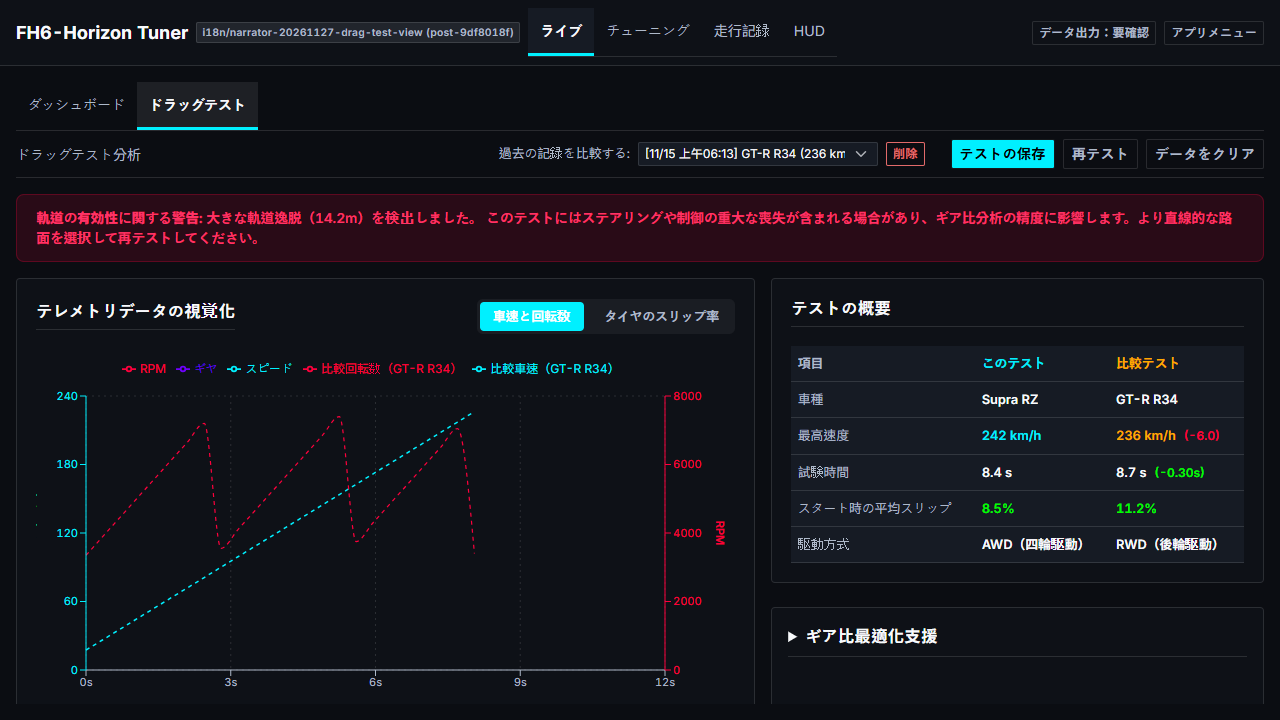 FH6-Horizon Tuner
i18n/narrator-20261127-drag-test-view (post-9df8018f)
ライブ
チューニング
走行記録
HUD
データ出力：要確認
アプリメニュー
ダッシュボード
ドラッグテスト
ドラッグテスト分析
過去の記録を比較する:
[11/15 上午06:13] GT-R R34 (236 km
削除
テストの保存
再テスト
データをクリア
軌道の有効性に関する警告: 大きな軌道逸脱（14.2m）を検出しました。 このテストにはステアリングや制御の重大な喪失が含まれる場合があり、ギア比分析の精度に影響します。より直線的な路
面を選択して再テストしてください。
テレメトリデータの視覚化
車速と回転数
タイヤのスリップ率
RPM
ギヤ
スピード
比較回転数（GT-R R34）
比較車速（GT-R R34）
240
180
120
60
0
8000
6000
4000
2000
0
RPM
0s
3s
6s
9s
12s
テストの概要
項目 このテスト 比較テスト
車種 Supra RZ GT-R R34
最高速度 242 km/h 236 km/h (-6.0)
試験時間 8.4 s 8.7 s (-0.30s)
スタート時の平均スリップ 8.5% 11.2%
駆動方式 AWD（四輪駆動） RWD（後輪駆動）
▶ ギア比最適化支援